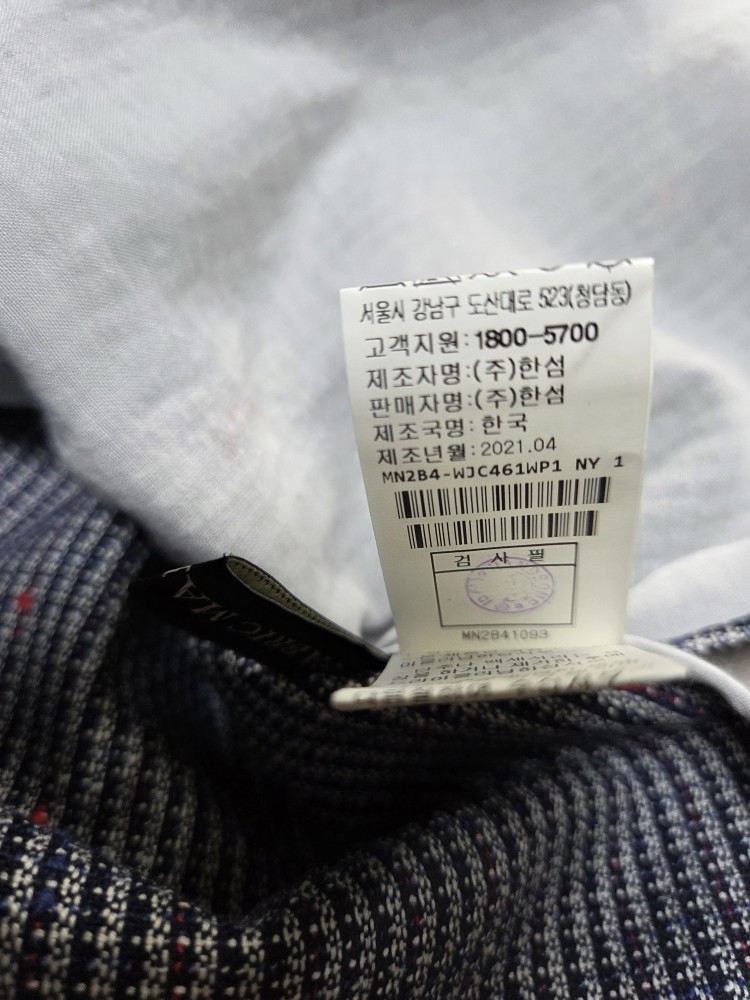 서울시 강남구 도산대로 523(청담동)
고객지원: 1800-5700
제조자명: (주)한섬
판매자명: (주)한섬
제조국명: 한국
제조년월: 2021.04
MN2B4-WJC461WP1 NY 1
검 사 필
MN2B41093